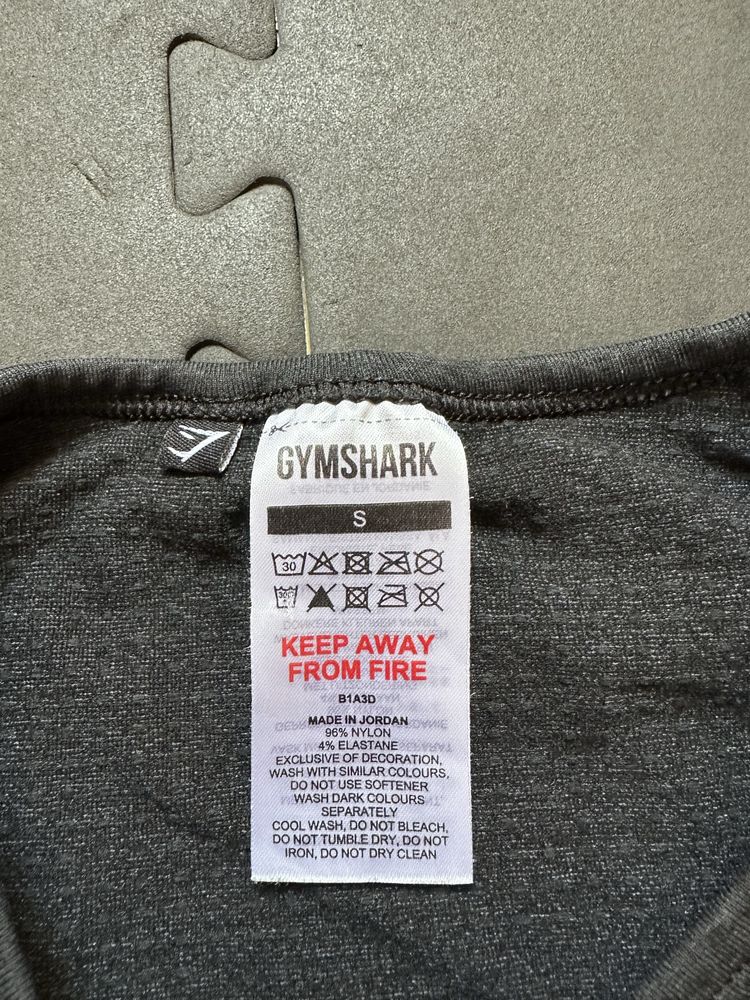 GYMSHARK
S
30
KEEP AWAY
FROM FIRE
B1A3D
MADE IN JORDAN
96% NYLON
4% ELASTANE
EXCLUSIVE OF DECORATION,
WASH WITH SIMILAR COLOURS,
DO NOT USE SOFTENER
WASH DARK COLOURS
SEPARATELY
COOL WASH, DO NOT BLEACH,
DO NOT TUMBLE DRY, DO NOT
IRON, DO NOT DRY CLEAN